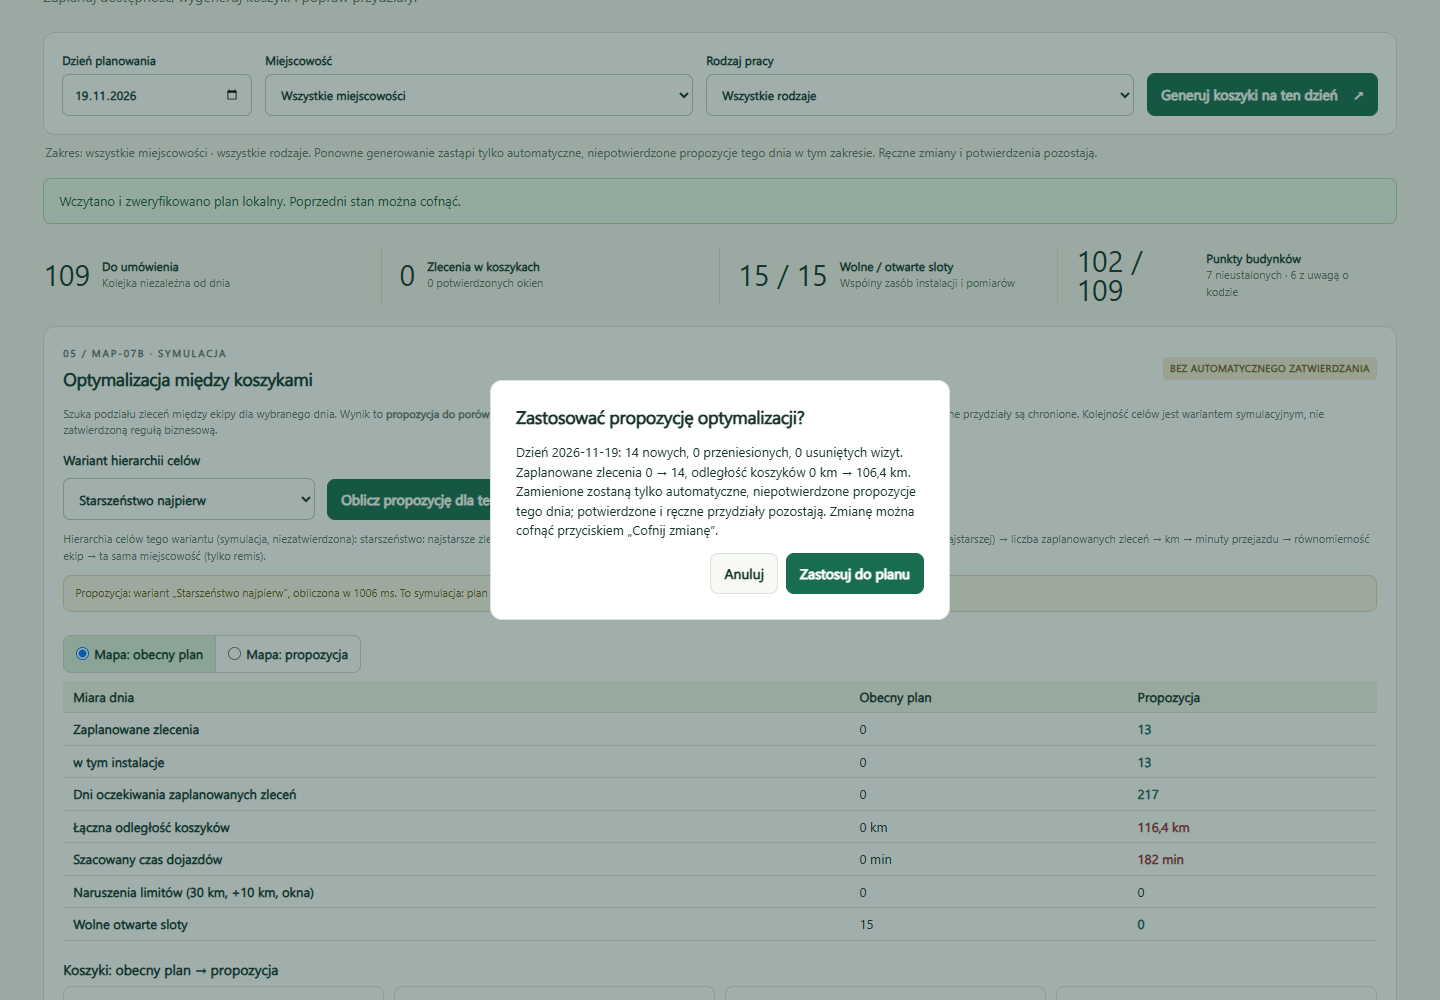 Zaplanuj dostępność, wygeneruj koszyki i popraw przydziały.
Dzień planowania
Miejscowość
Rodzaj pracy
19.11.2026
Wszystkie miejscowości
Wszystkie rodzaje
Generuj koszyki na ten dzień ↗
Zakres: wszystkie miejscowości · wszystkie rodzaje. Ponowne generowanie zastąpi tylko automatyczne, niepotwierdzone propozycje tego dnia w tym zakresie. Ręczne zmiany i potwierdzenia pozostają.
Wczytano i zweryfikowano plan lokalny. Poprzedni stan można cofnąć.
109
Do umówienia
Kolejka niezależna od dnia
0
Zlecenia w koszykach
0 potwierdzonych okien
15 / 15
Wolne / otwarte sloty
Wspólny zasób instalacji i pomiarów
102 /
109
Punkty budynków
7 nieustalonych · 6 z uwagą o
kodzie
05 / MAP-07B · SYMULACJA
Optymalizacja między koszykami
BEZ AUTOMATYCZNEGO ZATWIERDZANIA
Szuka podziału zleceń między ekipy dla wybranego dnia. Wynik to propozycja do porów
ne przydziały są chronione. Kolejność celów jest wariantem symulacyjnym, nie
zatwierdzoną regułą biznesową.
Wariant hierarchii celów
Starszeństwo najpierw
Oblicz propozycję dla te
Hierarchia celów tego wariantu (symulacja, niezatwierdzona): starszeństwo: najstarsze zle
ajstarszej) → liczba zaplanowanych zleceń → km → minuty przejazdu → równomierność
ekip → ta sama miejscowość (tylko remis).
Propozycja: wariant „Starszeństwo najpierw”, obliczona w 1006 ms. To symulacja: plan
Zastosować propozycję optymalizacji?
Dzień 2026-11-19: 14 nowych, 0 przeniesionych, 0 usuniętych wizyt.
Zaplanowane zlecenia 0 → 14, odległość koszyków 0 km → 106,4 km.
Zamienione zostaną tylko automatyczne, niepotwierdzone propozycje
tego dnia; potwierdzone i ręczne przydziały pozostają. Zmianę można
cofnąć przyciskiem „Cofnij zmianę”.
Anuluj
Zastosuj do planu
Mapa: obecny plan
Mapa: propozycja
Miara dnia
Obecny plan
Propozycja
Zaplanowane zlecenia
0
13
w tym instalacje
0
13
Dni oczekiwania zaplanowanych zleceń
0
217
Łączna odległość koszyków
0 km
116,4 km
Szacowany czas dojazdów
0 min
182 min
Naruszenia limitów (30 km, +10 km, okna)
0
0
Wolne otwarte sloty
15
0
Koszyki: obecny plan → propozycja